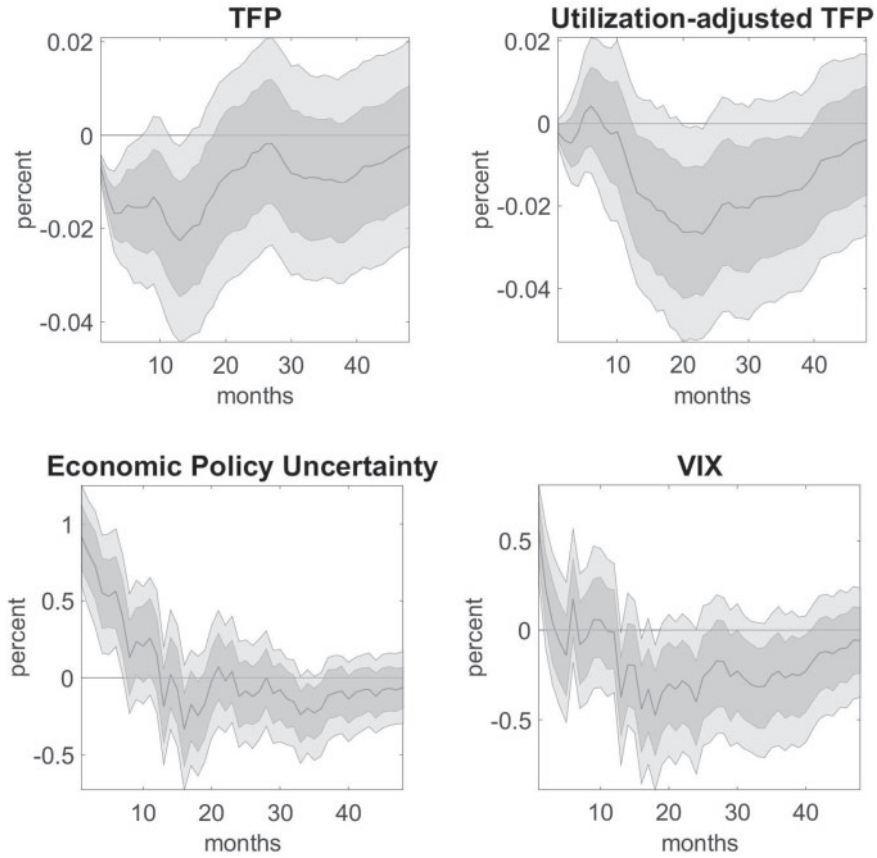 TFP
0.02
0
-0.02
-0.04
percent
10 20 30 40
months
Utilization-adjusted TFP
0.02
0
-0.02
-0.04
percent
10 20 30 40
months
Economic Policy Uncertainty
1
0.5
0
-0.5
percent
10 20 30 40
months
VIX
0.5
0
-0.5
percent
10 20 30 40
months